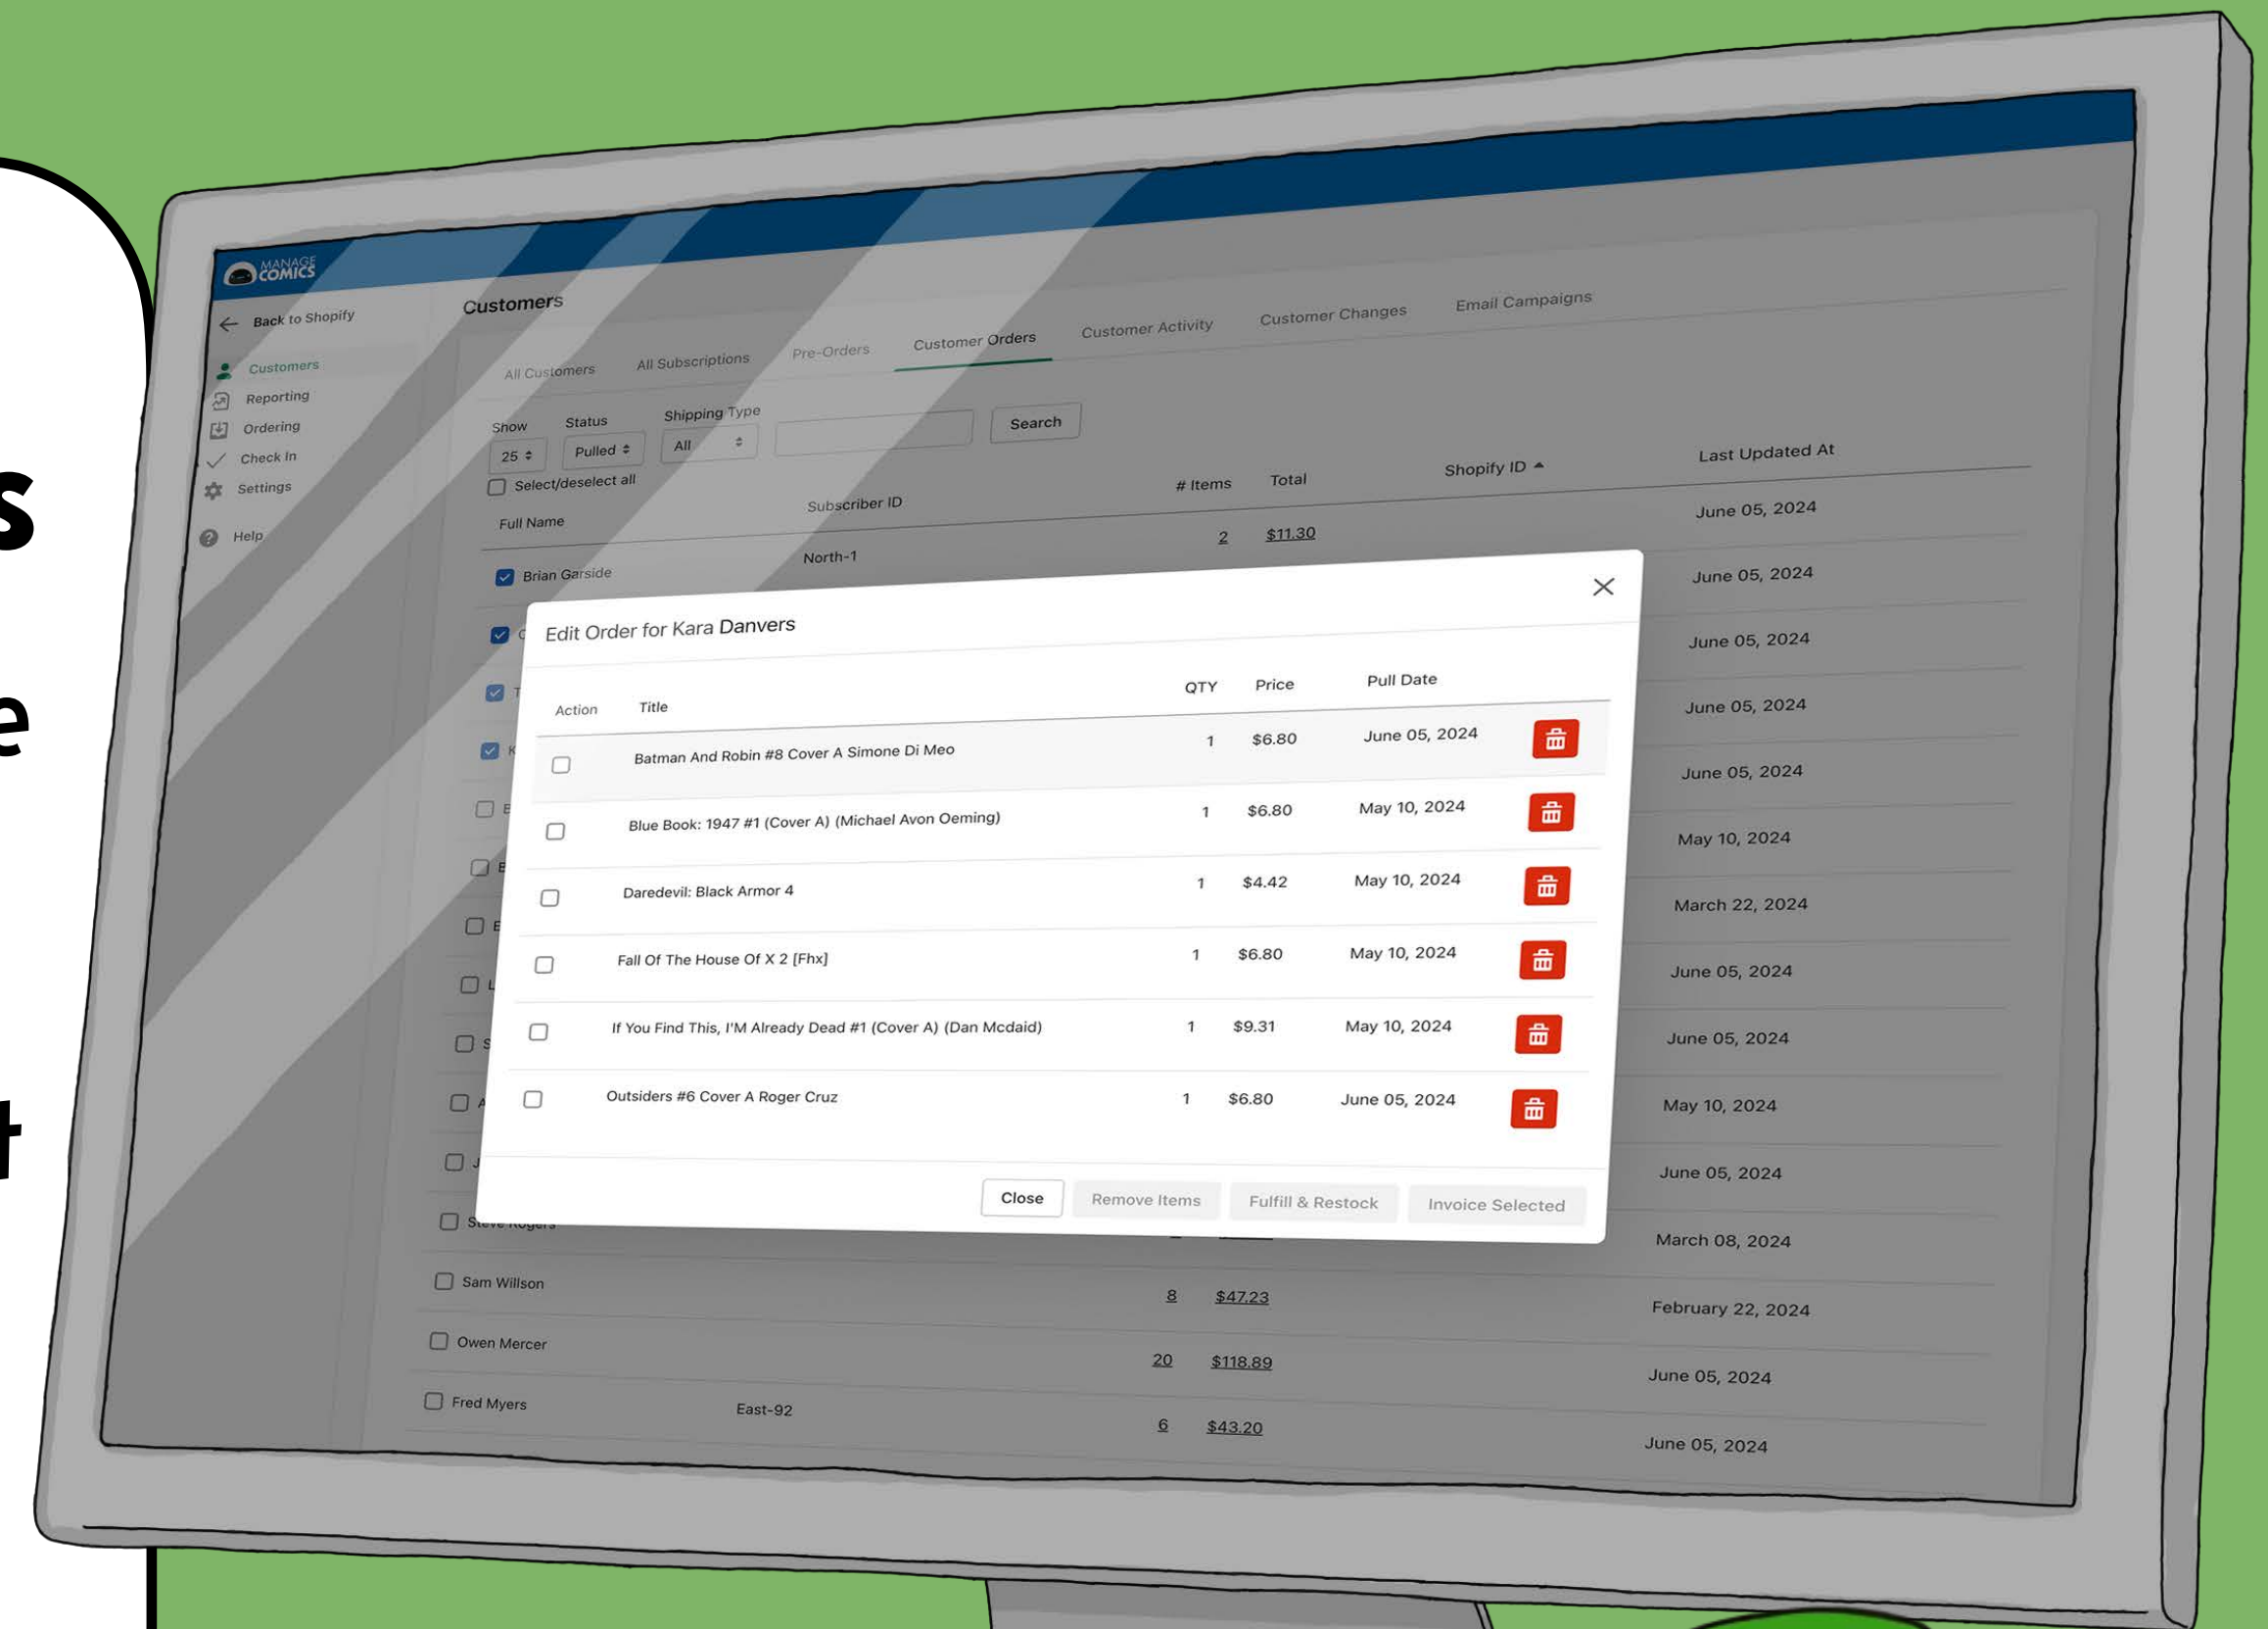 s
e
t
MANAGE
COMICS
Back to Shopify
Customers
Reporting
Ordering
Check In
Settings
Help
Customers
All Customers All Subscriptions Pre-Orders Customer Orders Customer Activity Customer Changes Email Campaigns
Show Status Shipping Type
25 Pulled All Search
Select/deselect all
Full Name Subscriber ID # Items Total Shopify ID Last Updated At
Brian Garside North-1 2 $11.30 June 05, 2024
June 05, 2024
June 05, 2024
June 05, 2024
June 05, 2024
May 10, 2024
March 22, 2024
June 05, 2024
June 05, 2024
May 10, 2024
June 05, 2024
Edit Order for Kara Danvers
Action Title QTY Price Pull Date
Batman And Robin #8 Cover A Simone Di Meo 1 $6.80 June 05, 2024
Blue Book: 1947 #1 (Cover A) (Michael Avon Oeming) 1 $6.80 May 10, 2024
Daredevil: Black Armor 4 1 $4.42 May 10, 2024
Fall Of The House Of X 2 [Fhx] 1 $6.80 May 10, 2024
If You Find This, I'M Already Dead #1 (Cover A) (Dan Mcdaid) 1 $9.31 May 10, 2024
Outsiders #6 Cover A Roger Cruz 1 $6.80 June 05, 2024
Close Remove Items Fulfill & Restock Invoice Selected
Steve Rogers March 08, 2024
Sam Willson 8 $47.23 February 22, 2024
Owen Mercer 20 $118.89 June 05, 2024
Fred Myers East-92 6 $43.20 June 05, 2024